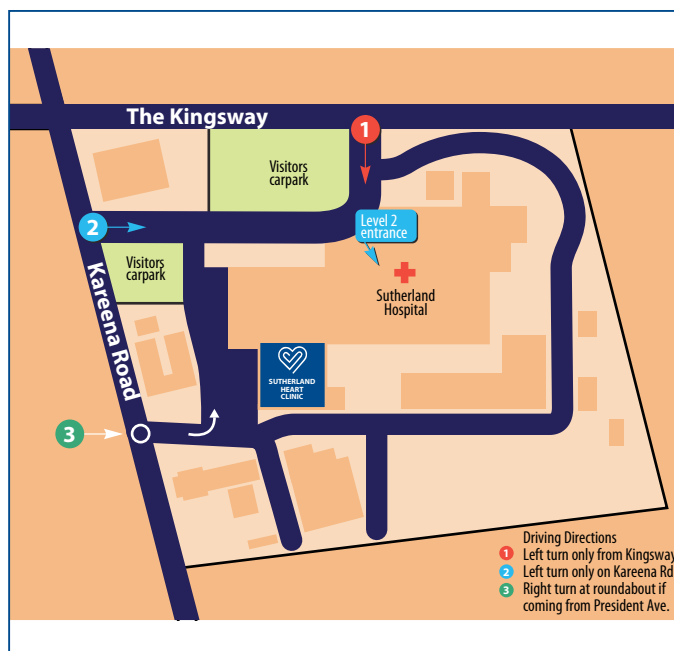 The Kingsway
1
Visitors
carpark
2
Level 2
entrance
Visitors
carpark
Kareena Road
Sutherland
Hospital
SUTHERLAND
HEART
CLINIC
3
Driving Directions
1 Left turn only from Kingsway
2 Left turn only on Kareena Rd
3 Right turn at roundabout if
coming from President Ave.